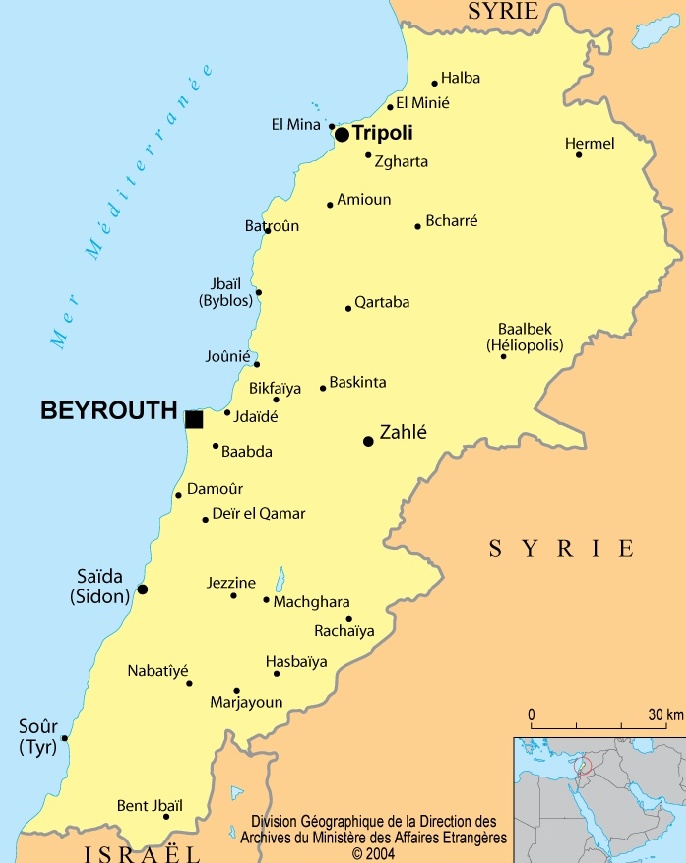 SYRIE
Halba
El Minié
El Mina
Tripoli
Zgharta
Hermel
Amioun
Bcharré
Batroûn
Mer Méditerranée
Jbaïl
(Byblos)
Qartaba
Baalbek
(Héliopolis)
Joûnié
Bikfaïya
Baskinta
BEYROUTH
Jdaïdé
Zahlé
Baabda
Damoûr
Deïr el Qamar
SYRIE
Saïda
(Sidon)
Jezzine
Machghara
Rachaïya
Hasbaïya
Nabatîyé
Marjayoun
Soûr
(Tyr)
0 30 km
Bent Jbaïl
Division Géographique de la Direction des
Archives du Ministère des Affaires Etrangères
© 2004
ISRAËL